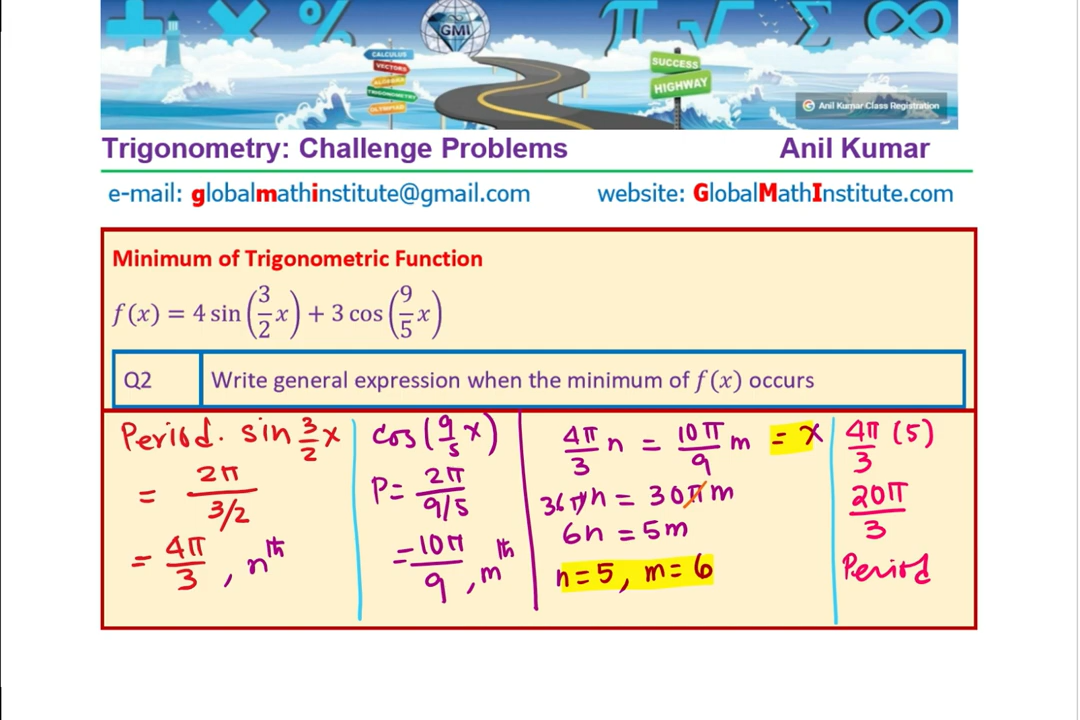 GMI
CALCULUS
VECTORS
TRIGONOMETRY
OLYMPIAD
SUCCESS
HIGHWAY
Anil Kumar Class Registration
Trigonometry: Challenge Problems Anil Kumar
e-mail: globalmathinstitute@gmail.com website: GlobalMathInstitute.com
Minimum of Trigonometric Function
f(x) = 4 sin(3/2 x) + 3 cos(9/5 x)
Q2 Write general expression when the minimum of f(x) occurs
Period. sin 3/2 x
= 2π / 3/2
= 4π/3 , nth
cos(9/5 x)
P = 2π / 9/5
= 10π/9 , mth
4π/3 n = 10π/9 m = x
36πn = 30πm
6n = 5m
n = 5, m = 6
4π/3 (5)
20π/3
Period